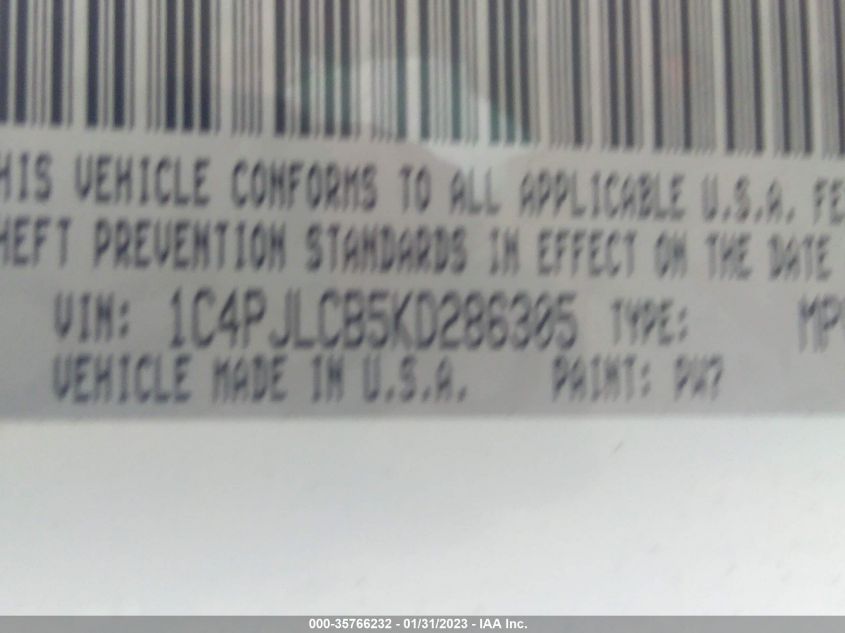 HIS VEHICLE CONFORMS TO ALL APPLICABLE U.S.A. FE
HEFT PREVENTION STANDARDS IN EFFECT ON THE DATE
VIN: 1C4PJLCB5KD286305 TYPE: MP
VEHICLE MADE IN U.S.A. PAINT: PW7
000-35766232 - 01/31/2023 - IAA Inc.